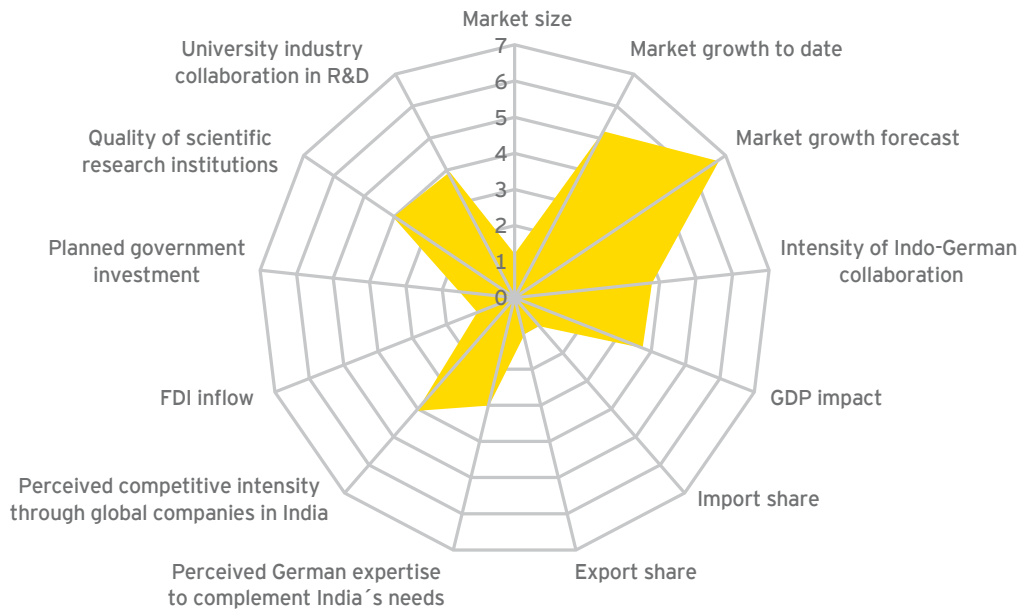 Market size
Market growth to date
Market growth forecast
Intensity of Indo-German
collaboration
GDP impact
Import share
Export share
Perceived German expertise
to complement India´s needs
Perceived competitive intensity
through global companies in India
FDI inflow
Planned government
investment
Quality of scientific
research institutions
University industry
collaboration in R&D
7
6
5
4
3
2
1
0